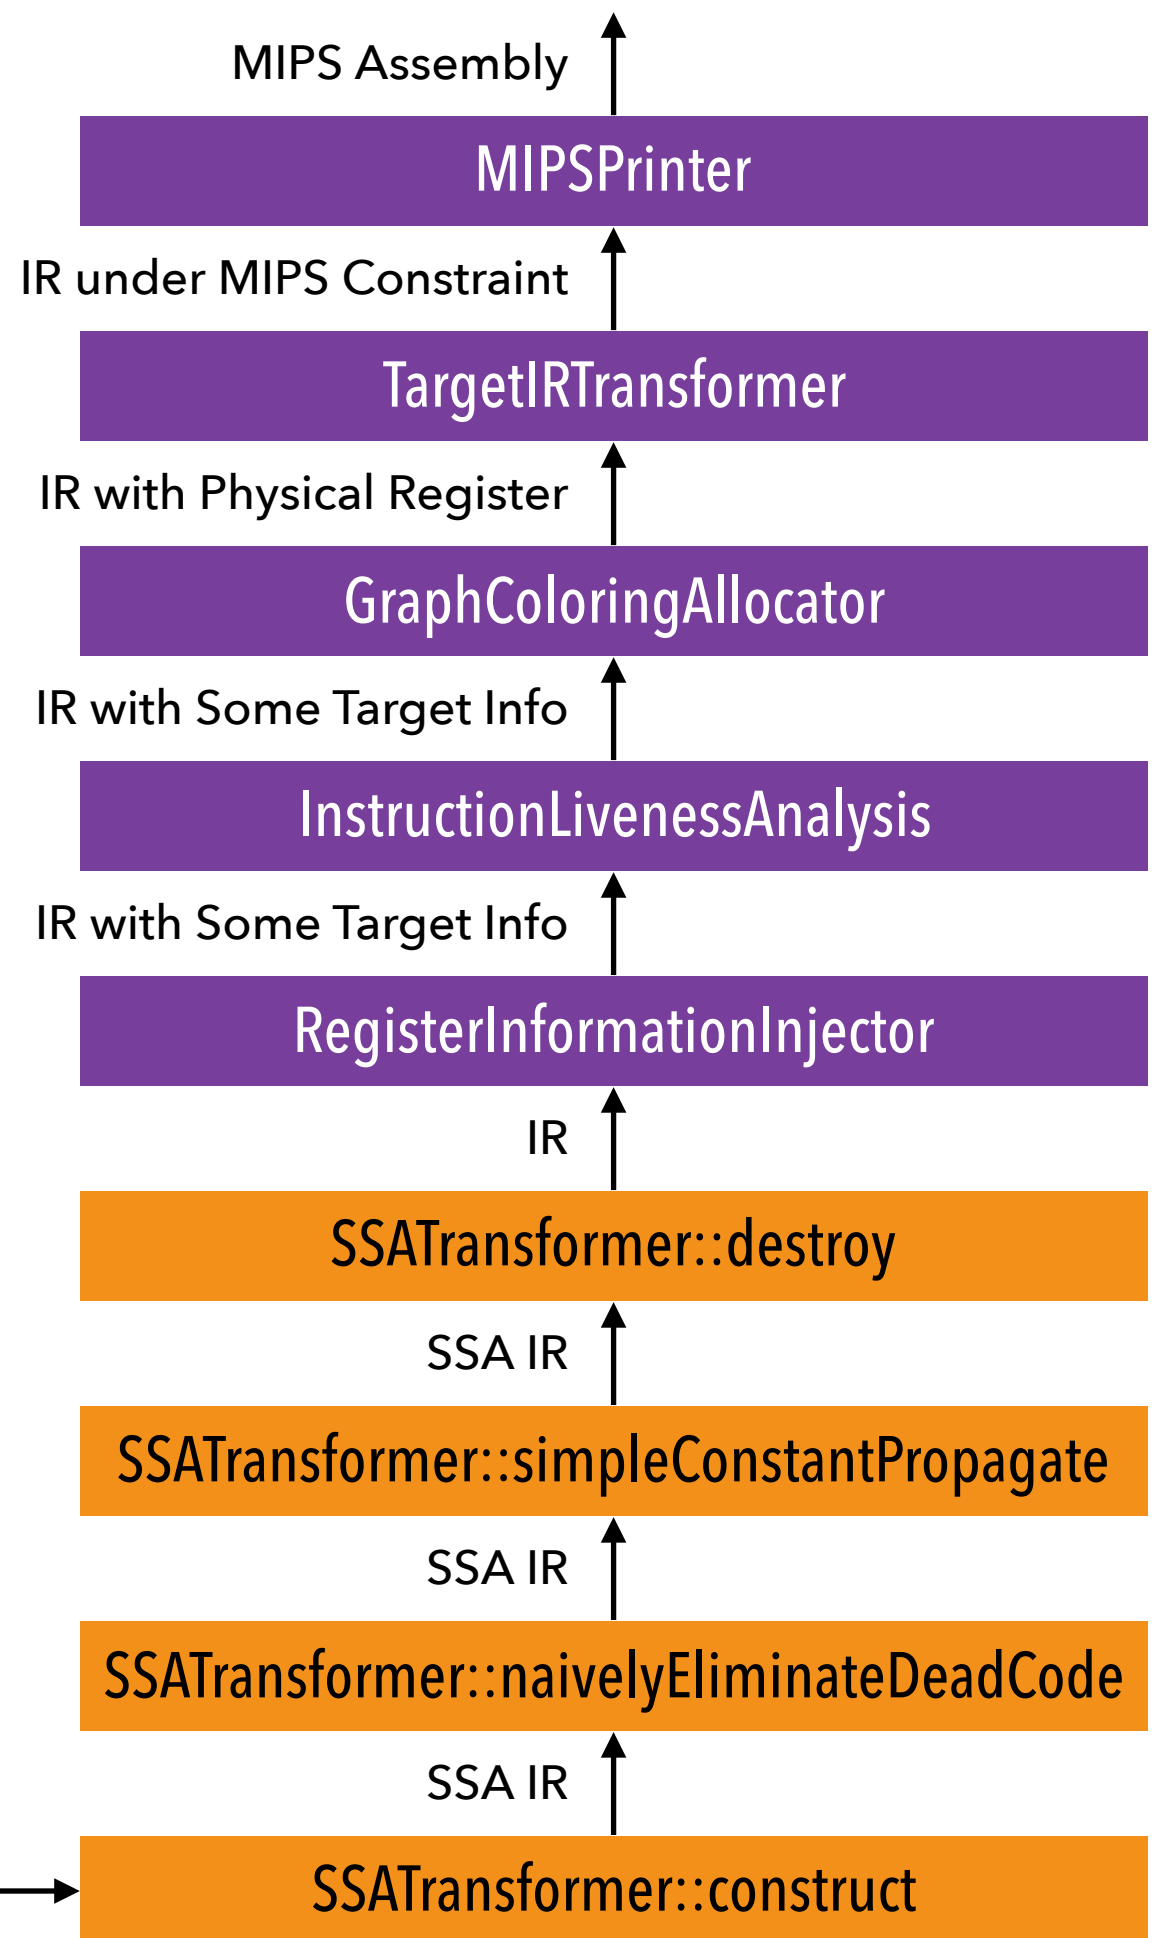 MIPS Assembly
MIPSPrinter
IR under MIPS Constraint
TargetIRTransformer
IR with Physical Register
GraphColoringAllocator
IR with Some Target Info
InstructionLivenessAnalysis
IR with Some Target Info
RegisterInformationInjector
IR
SSATransformer::destroy
SSA IR
SSATransformer::simpleConstantPropagate
SSA IR
SSATransformer::naivelyEliminateDeadCode
SSA IR
SSATransformer::construct